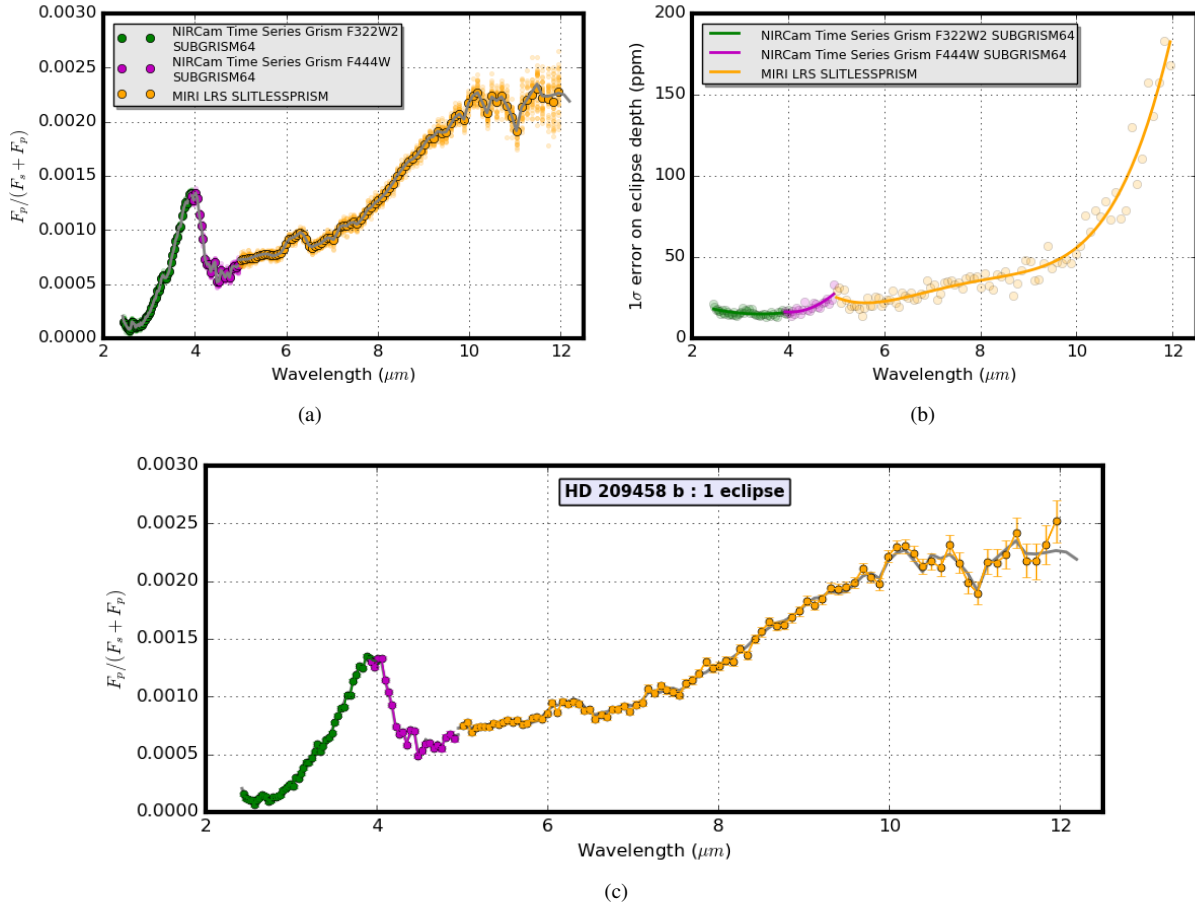 NIRCam Time Series Grism F322W2
SUBGRISM64
NIRCam Time Series Grism F444W
SUBGRISM64
MIRI LRS SLITLESSPRISM
0.0030
0.0025
0.0020
0.0015
0.0010
0.0005
0.0000
F_p/(F_s + F_p)
2 4 6 8 10 12
Wavelength (μm)
(a)
NIRCam Time Series Grism F322W2 SUBGRISM64
NIRCam Time Series Grism F444W SUBGRISM64
MIRI LRS SLITLESSPRISM
200
150
100
50
0
1σ error on eclipse depth (ppm)
2 4 6 8 10 12
Wavelength (μm)
(b)
HD 209458 b : 1 eclipse
0.0030
0.0025
0.0020
0.0015
0.0010
0.0005
0.0000
F_p/(F_s + F_p)
2 4 6 8 10 12
Wavelength (μm)
(c)